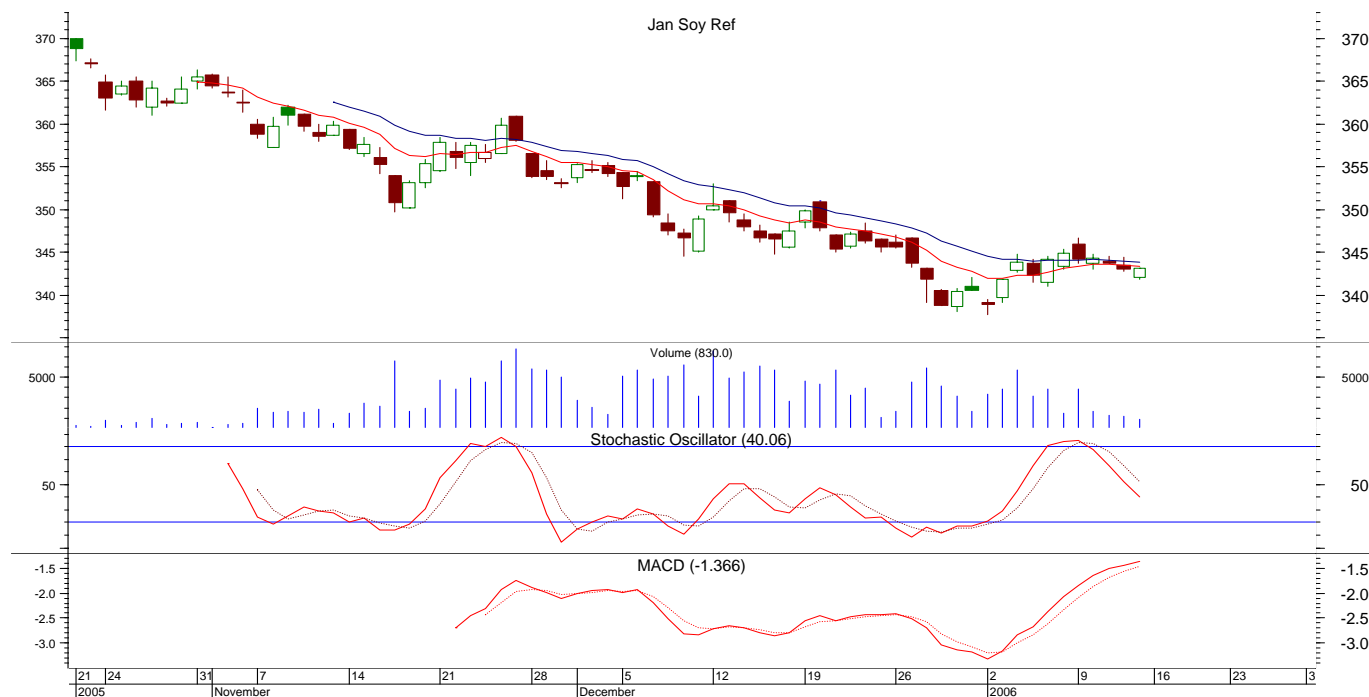 Jan Soy Ref
370 370
365 365
360 360
355 355
350 350
345 345
340 340
Volume (830.0)
5000 5000
Stochastic Oscillator (40.06)
50 50
MACD (-1.366)
-1.5 -1.5
-2.0 -2.0
-2.5 -2.5
-3.0 -3.0
21 24 31 7 14 21 28 5 12 19 26 2 9 16 23 3
2005 November December 2006